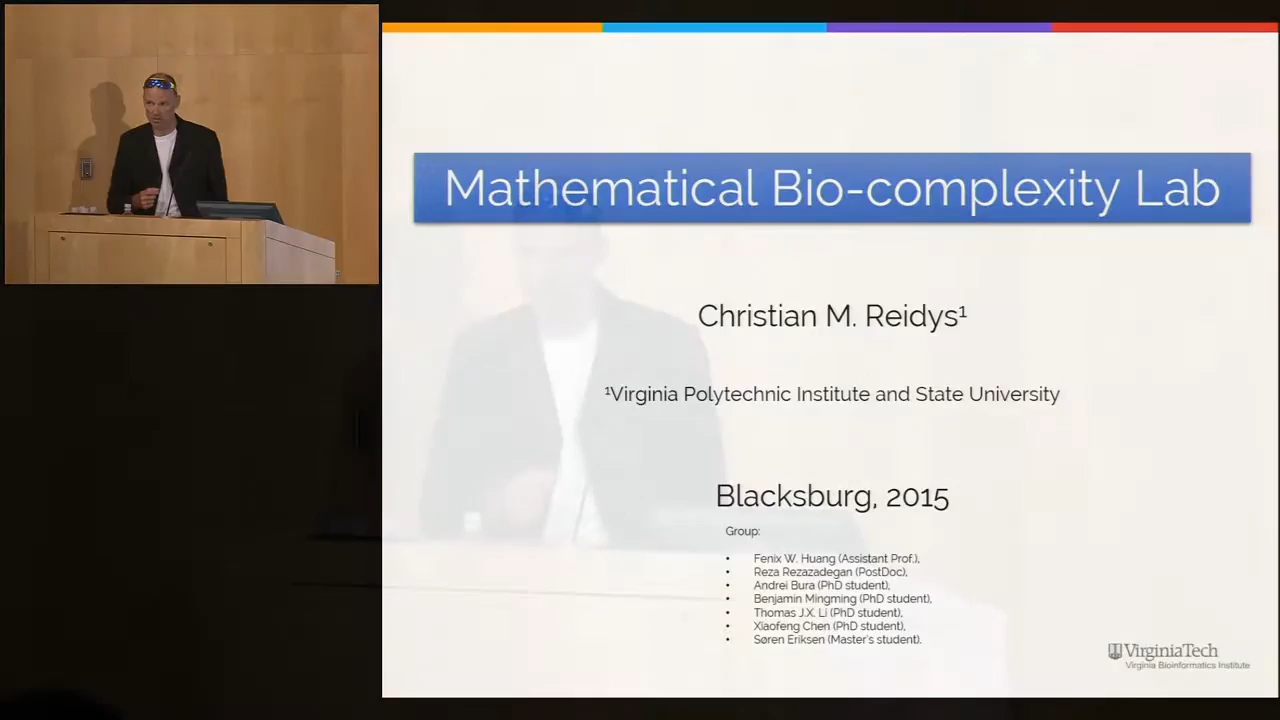 Mathematical Bio-complexity Lab
Christian M. Reidys¹
¹Virginia Polytechnic Institute and State University
Blacksburg, 2015
Group:
• Fenix W. Huang (Assistant Prof.),
• Reza Rezazadegan (PostDoc),
• Andrei Bura (PhD student),
• Benjamin Mingming (PhD student),
• Thomas J.X. Li (PhD student),
• Xiaofeng Chen (PhD student),
• Søren Eriksen (Master's student).
VirginiaTech
Virginia Bioinformatics Institute